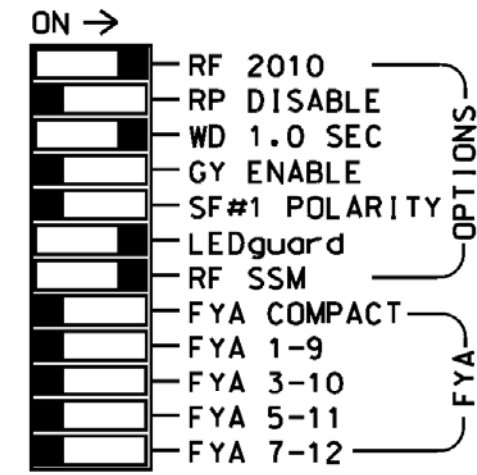 ON →
RF 2010
RP DISABLE
WD 1.0 SEC
GY ENABLE
SF#1 POLARITY
LEDguard
RF SSM
OPTIONS
FYA COMPACT
FYA 1-9
FYA 3-10
FYA 5-11
FYA 7-12
FYA